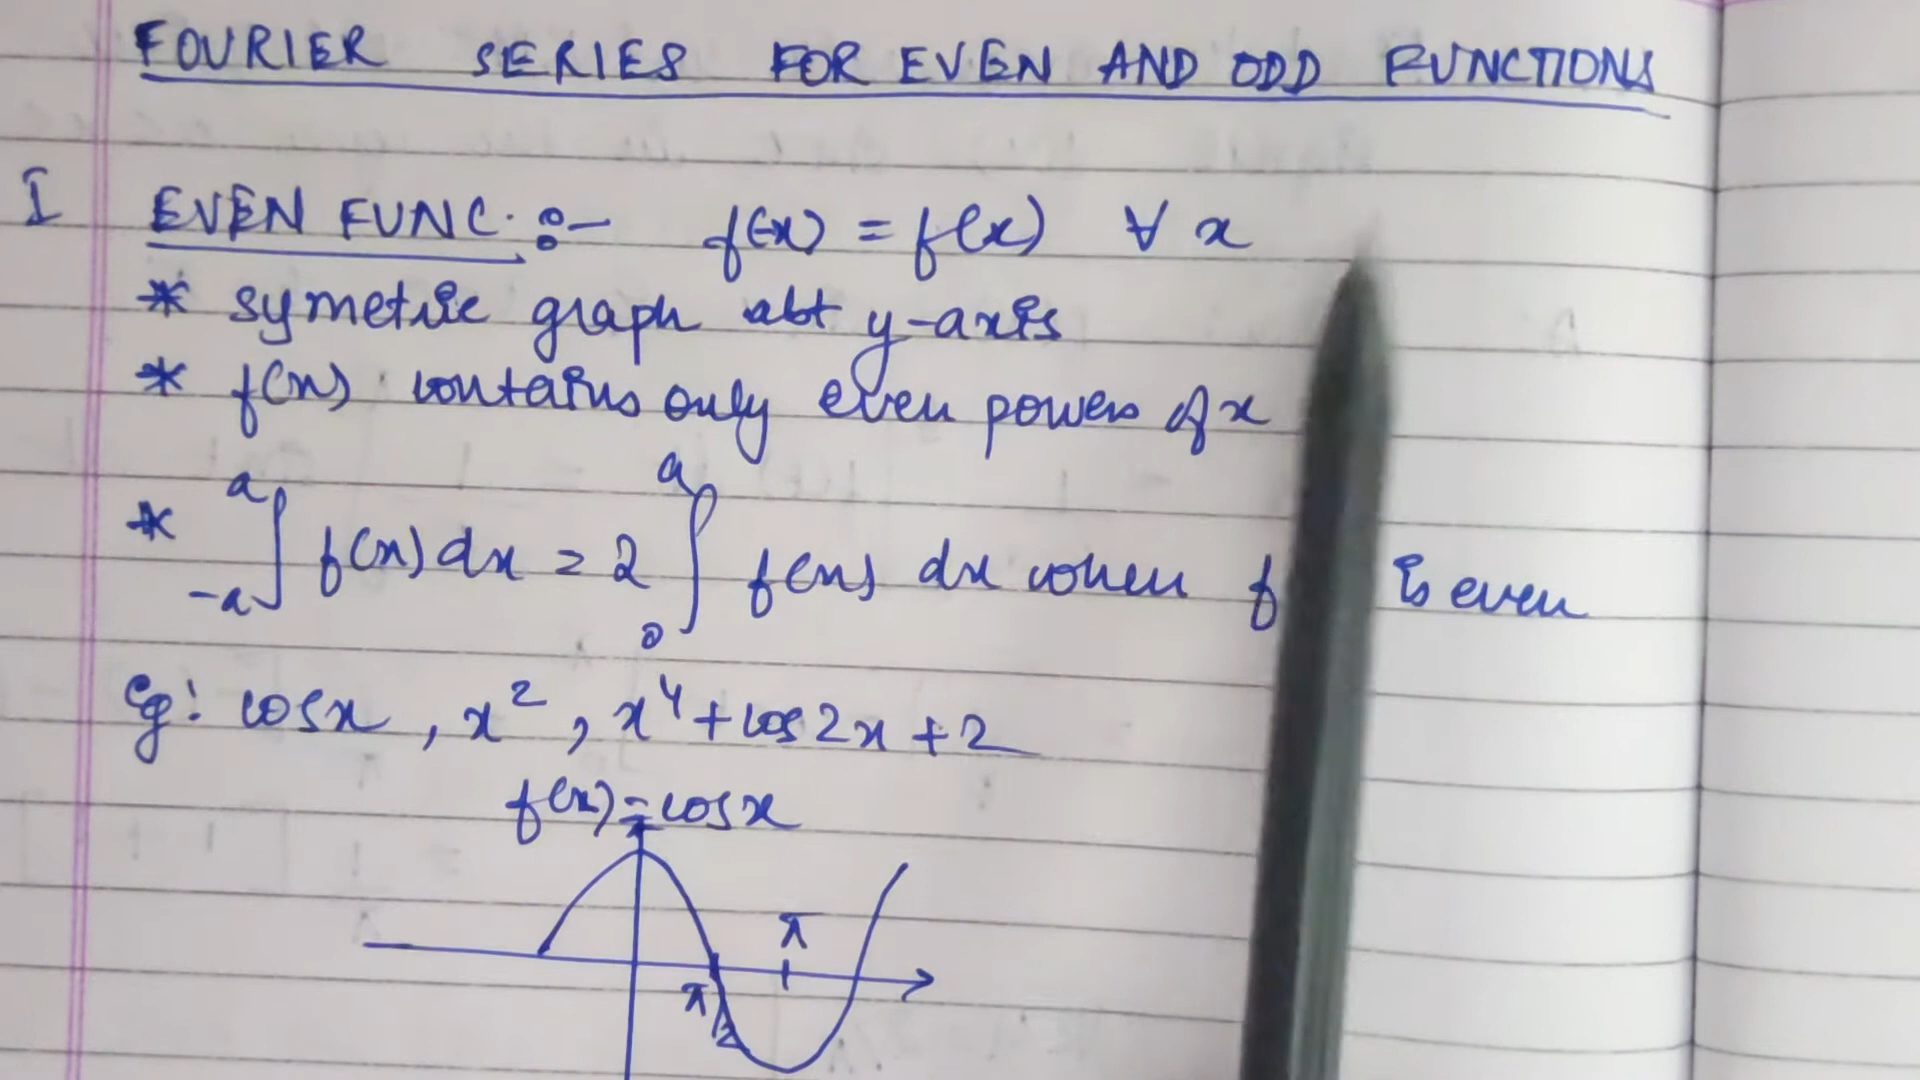 FOURIER SERIES FOR EVEN AND ODD FUNCTIONS
I EVEN FUNC. :- f(-x) = f(x) ∀ x
* symetric graph abt y-axis
* f(x) contains only even powers of x
* ∫_{-a}^{a} f(x) dx = 2 ∫_{0}^{a} f(x) dx when f is even
Eg: cosx, x², x⁴+cos2x+2
f(x)=cosx
π
π/2